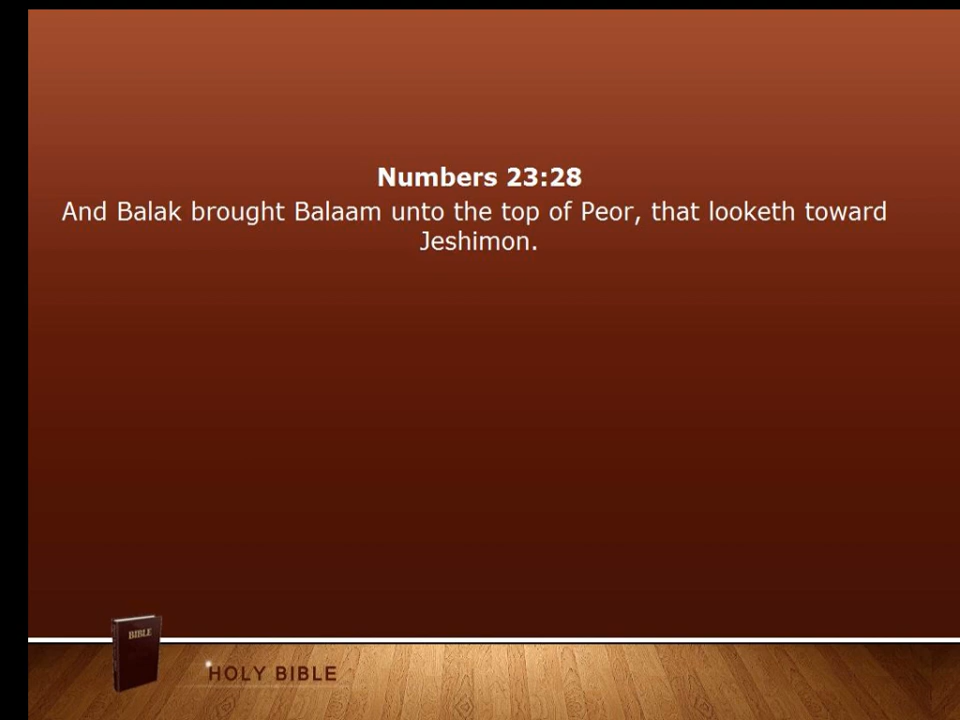 Numbers 23:28
And Balak brought Balaam unto the top of Peor, that looketh toward
Jeshimon.
BIBLE
HOLY BIBLE